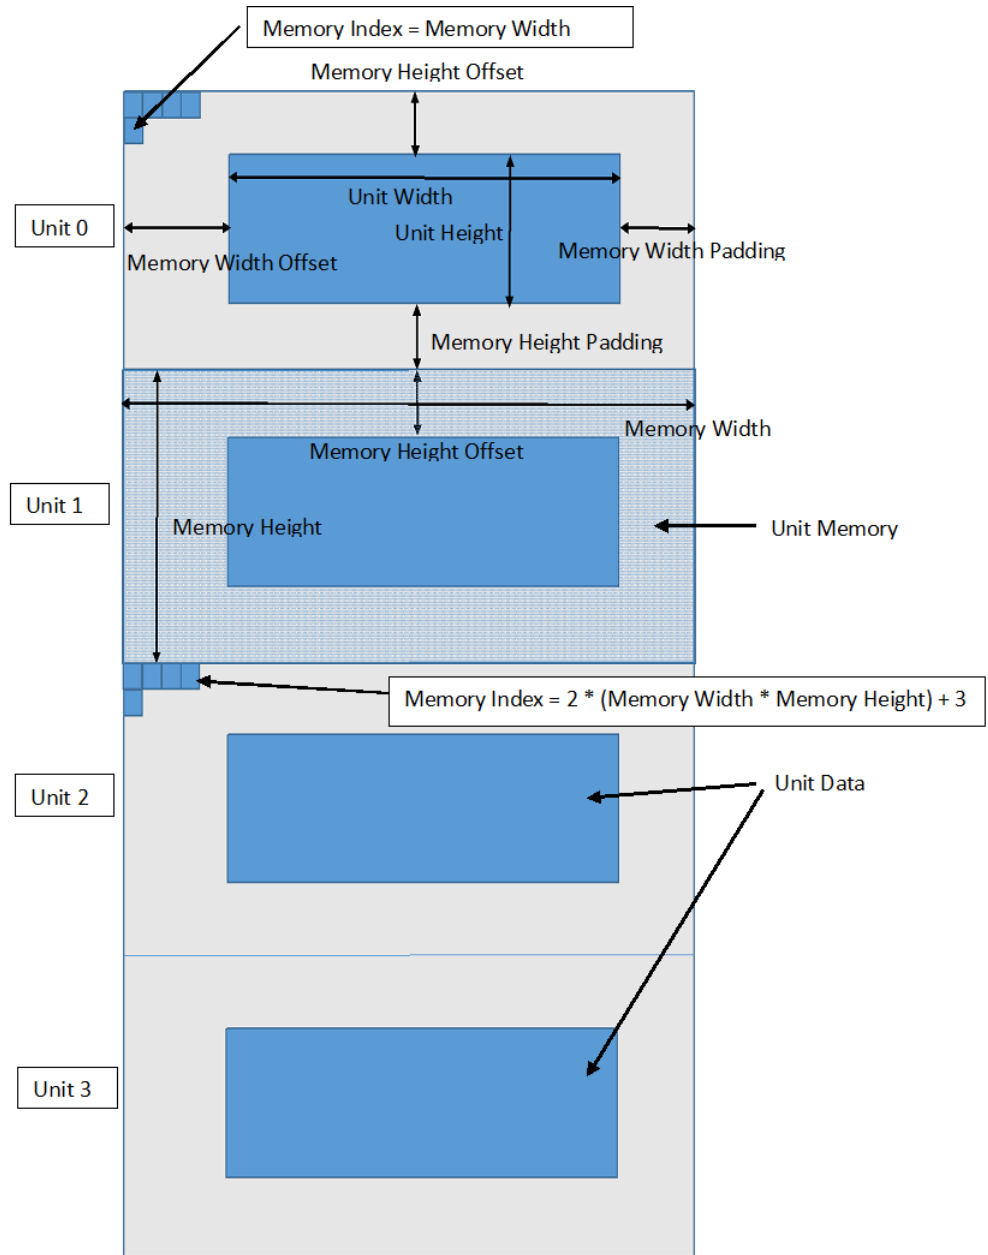 Memory Index = Memory Width
Memory Height Offset
Unit Width
Unit 0
Unit Height
Memory Width Offset
Memory Width Padding
Memory Height Padding
Memory Width
Memory Height Offset
Unit 1
Memory Height
Unit Memory
Memory Index = 2 * (Memory Width * Memory Height) + 3
Unit 2
Unit Data
Unit 3